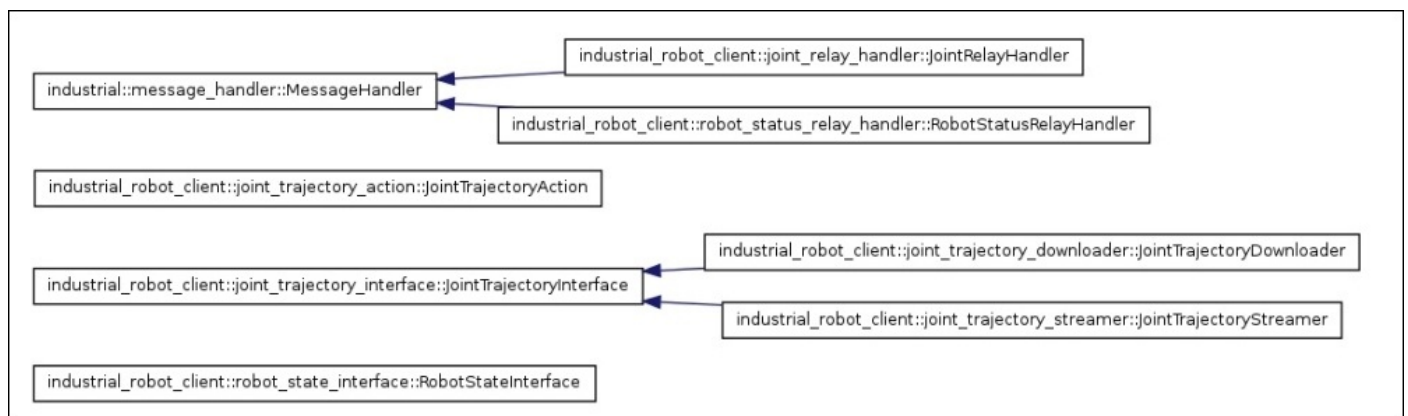 industrial_robot_client::joint_relay_handler::JointRelayHandler
industrial::message_handler::MessageHandler
industrial_robot_client::robot_status_relay_handler::RobotStatusRelayHandler
industrial_robot_client::joint_trajectory_action::JointTrajectoryAction
industrial_robot_client::joint_trajectory_downloader::JointTrajectoryDownloader
industrial_robot_client::joint_trajectory_interface::JointTrajectoryInterface
industrial_robot_client::joint_trajectory_streamer::JointTrajectoryStreamer
industrial_robot_client::robot_state_interface::RobotStateInterface